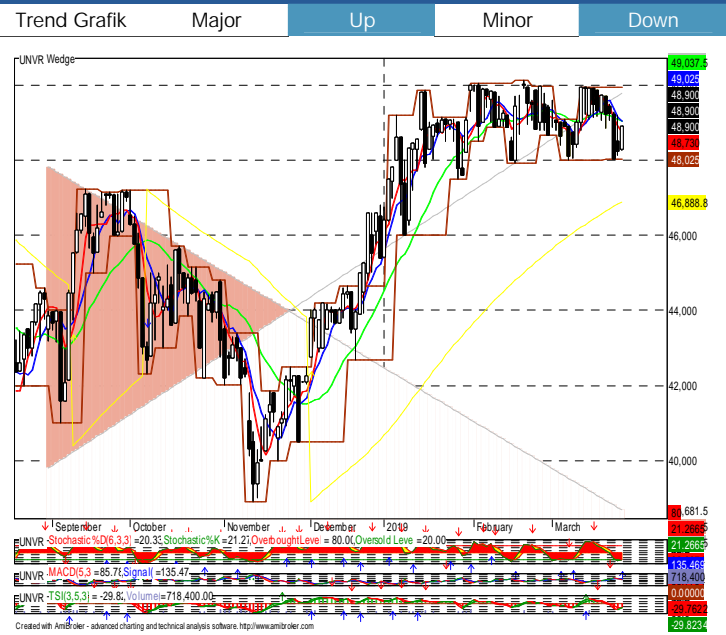 Trend Grafik Major Up Minor Down
UNVR Wedge
49,037.5
49,025
48,900
48,900
48,900
48,730
48,025
46,888.8
46,000
44,000
42,000
40,000
September October November December 2019 February March
UNVR - Stochastic %D(6,3,3) =20.33 Stochastic %K =21.27 Overbought Level = 80.00 Oversold Leve =20.00
21.2665
135.469
UNVR - MACD(5,3 =85.78 Signal( =135.47
718,400
0.00000
UNVR - TSI(3,5,3) = -29.82 Volume =718,400.00
-29.7622
-29.8234
Created with AmiBroker - advanced charting and technical analysis software. http://www.amibroker.com